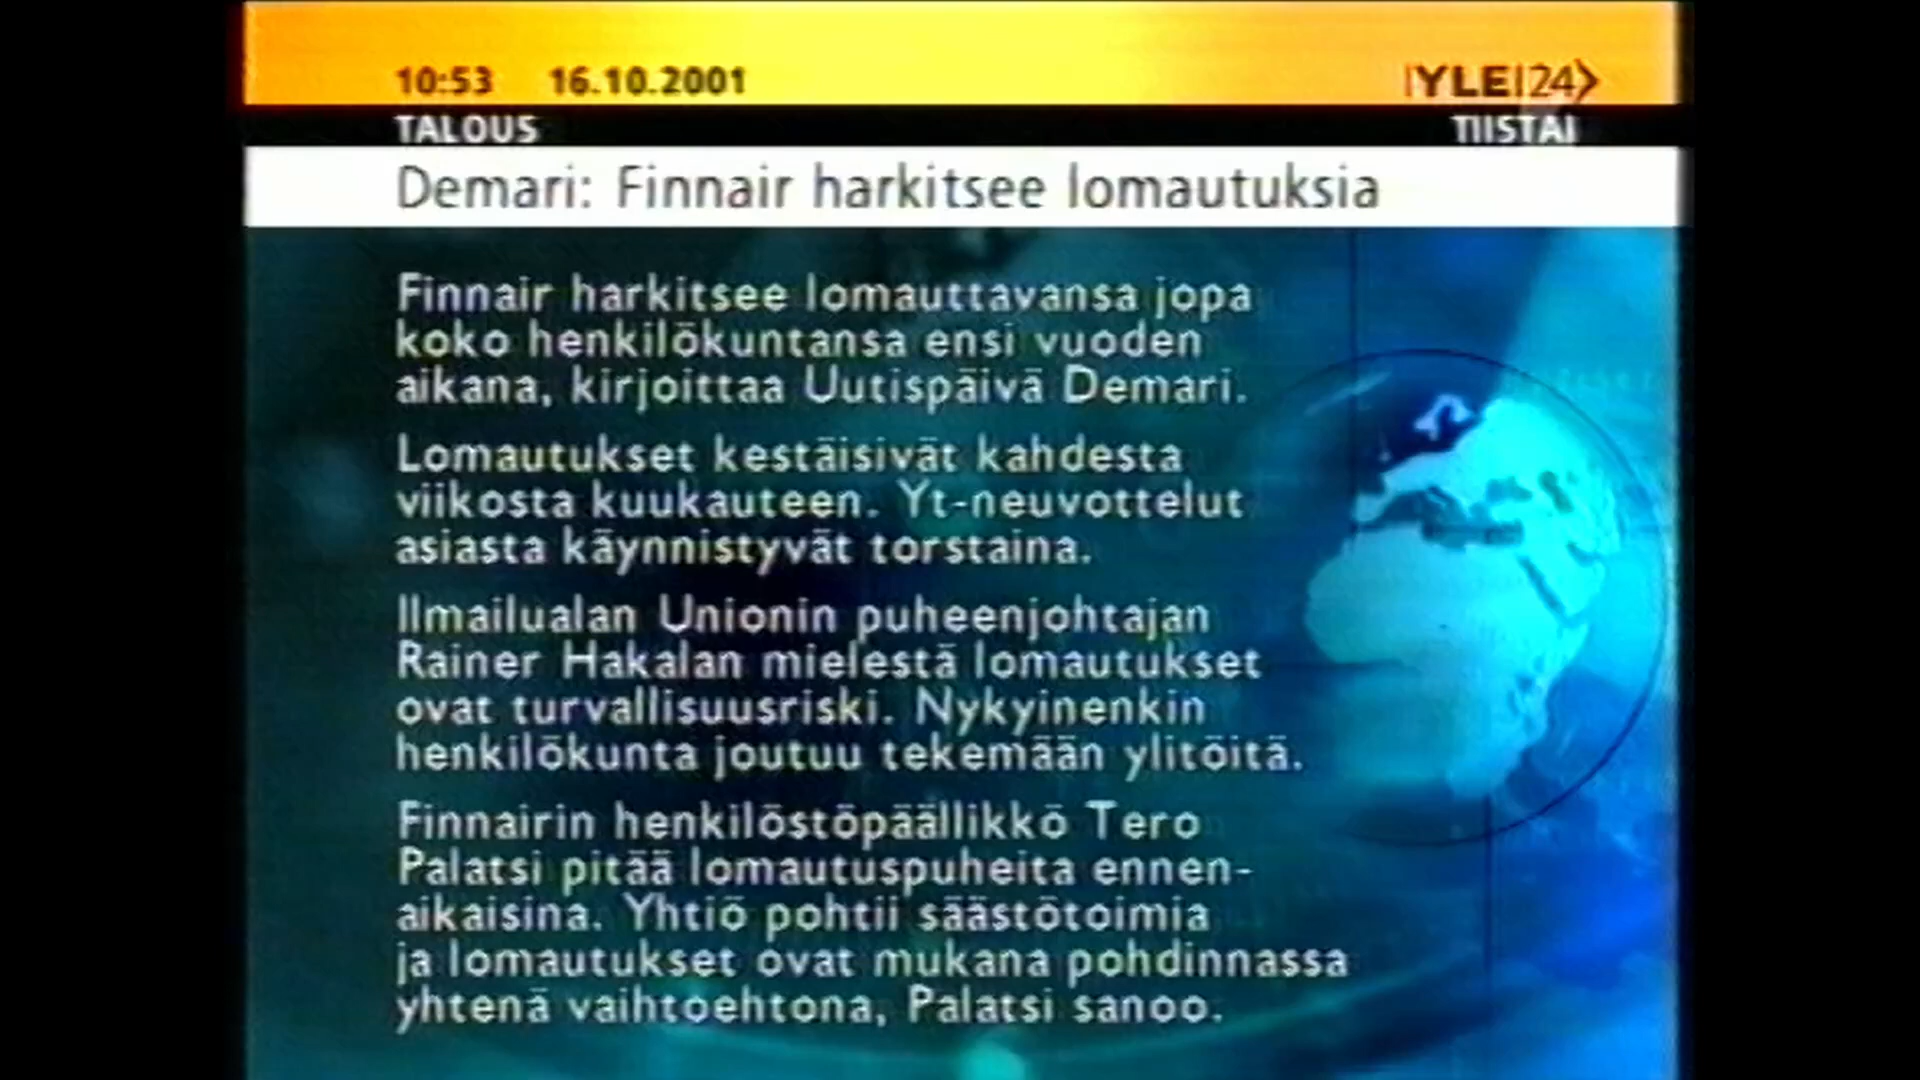 10:53 16.10.2001 YLE24
TALOUS TIISTAI
Demari: Finnair harkitsee lomautuksia
Finnair harkitsee lomauttavansa jopa
koko henkilökuntansa ensi vuoden
aikana, kirjoittaa Uutispäivä Demari.
Lomautukset kestäisivät kahdesta
viikosta kuukauteen. Yt-neuvottelut
asiasta käynnistyvät torstaina.
Ilmailualan Unionin puheenjohtajan
Rainer Hakalan mielestä lomautukset
ovat turvallisuusriski. Nykyinenkin
henkilökunta joutuu tekemään ylitöitä.
Finnairin henkilöstöpäällikkö Tero
Palatsi pitää lomautuspuheita ennen-
aikaisina. Yhtiö pohtii säästötoimia
ja lomautukset ovat mukana pohdinnassa
yhtenä vaihtoehtona, Palatsi sanoo.